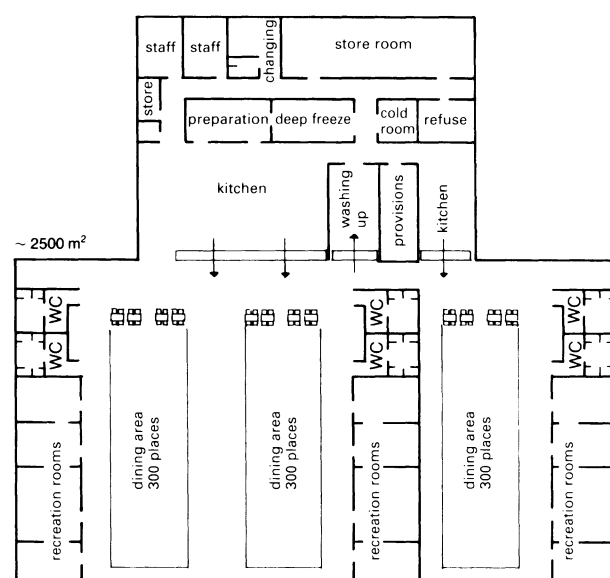 staff
staff
changing
store room
store
preparation
deep freeze
cold
room
refuse
kitchen
washing
up
provisions
kitchen
~ 2500 m²
WC
WC
WC
WC
WC
WC
dining area
300 places
dining area
300 places
dining area
300 places
recreation rooms
recreation rooms
recreation rooms